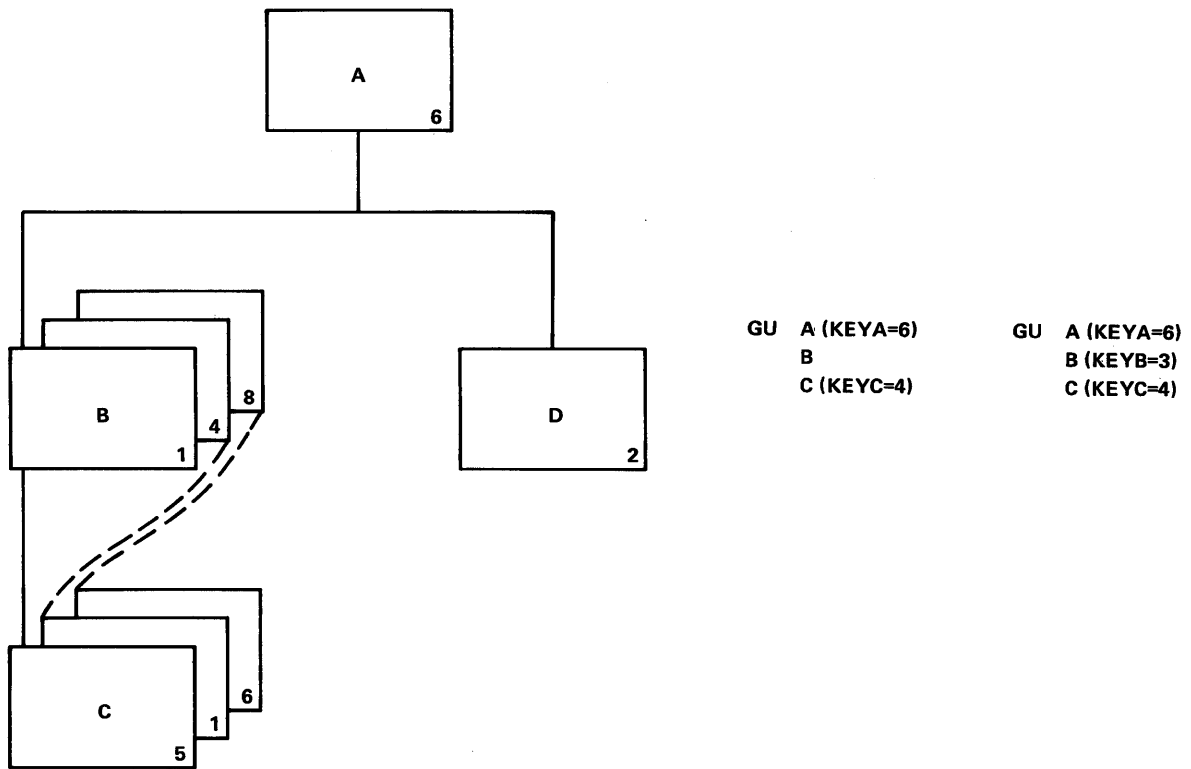 A
6
8
4
B
1
D
2
GU A (KEYA=6)
B
C (KEYC=4)
GU A (KEYA=6)
B (KEYB=3)
C (KEYC=4)
6
1
C
5